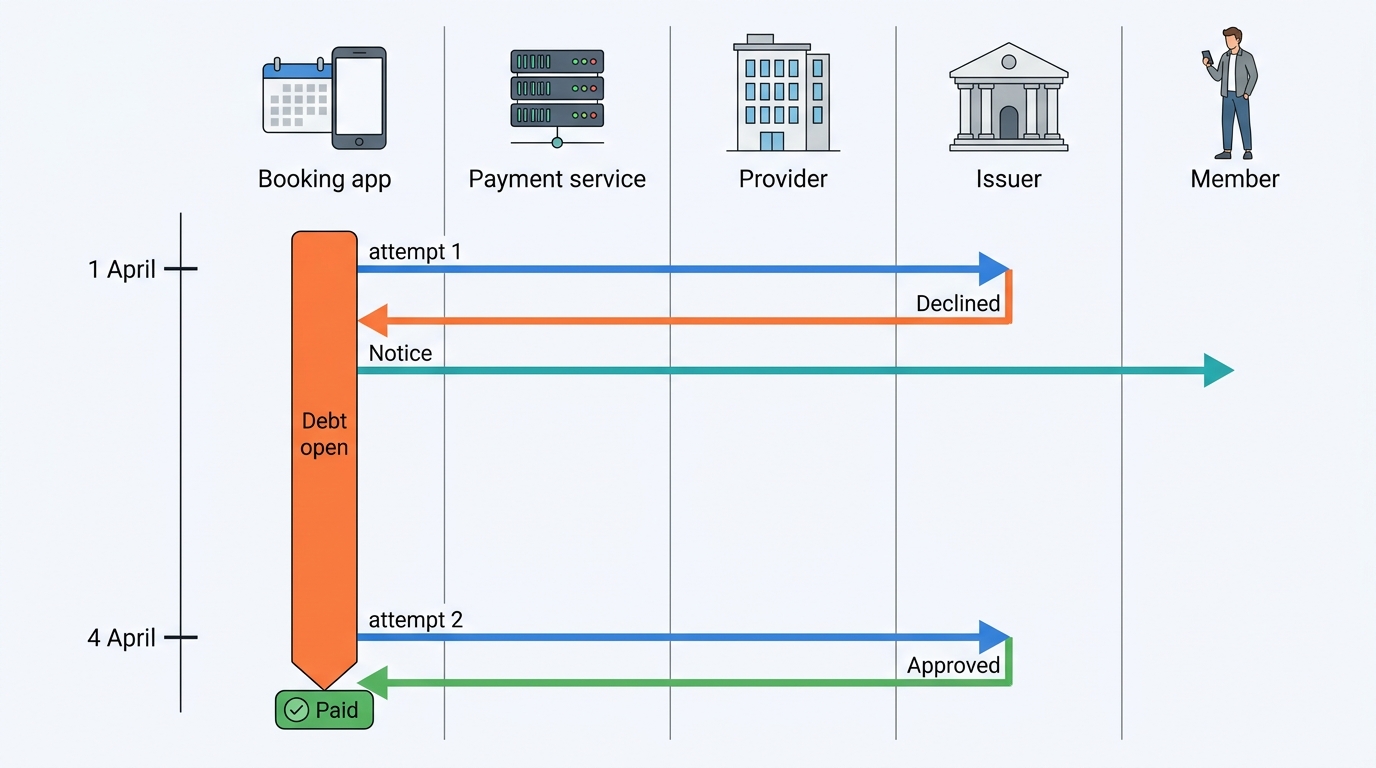 Booking app
Payment service
Provider
Issuer
Member
1 April
attempt 1
Declined
Notice
Debt
open
4 April
attempt 2
Approved
Paid